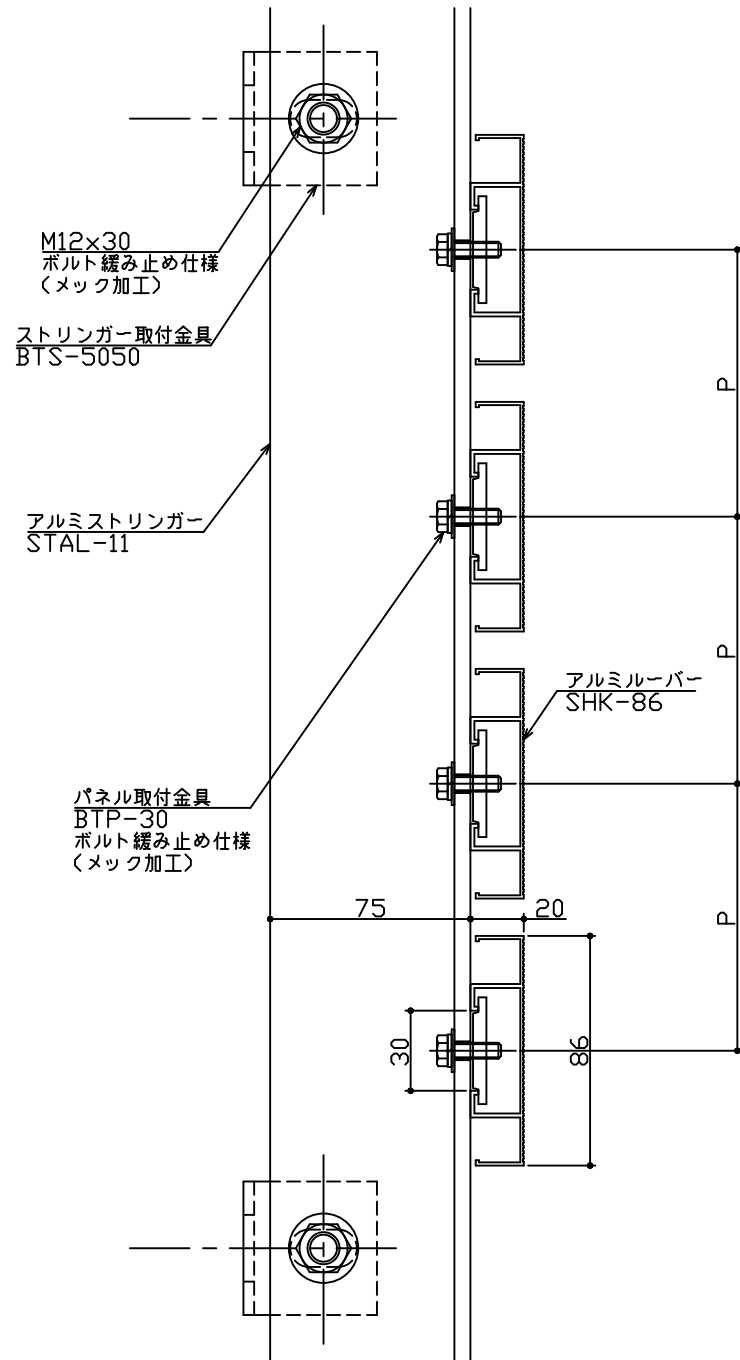 M12x30
ボルト緩み止め仕様
(メック加工)
ストリンガー取付金具
BTS-5050
P
アルミストリンガー
STAL-11
P
アルミルーバー
SHK-86
パネル取付金具
BTP-30
ボルト緩み止め仕様
(メック加工)
75
20
P
30
86